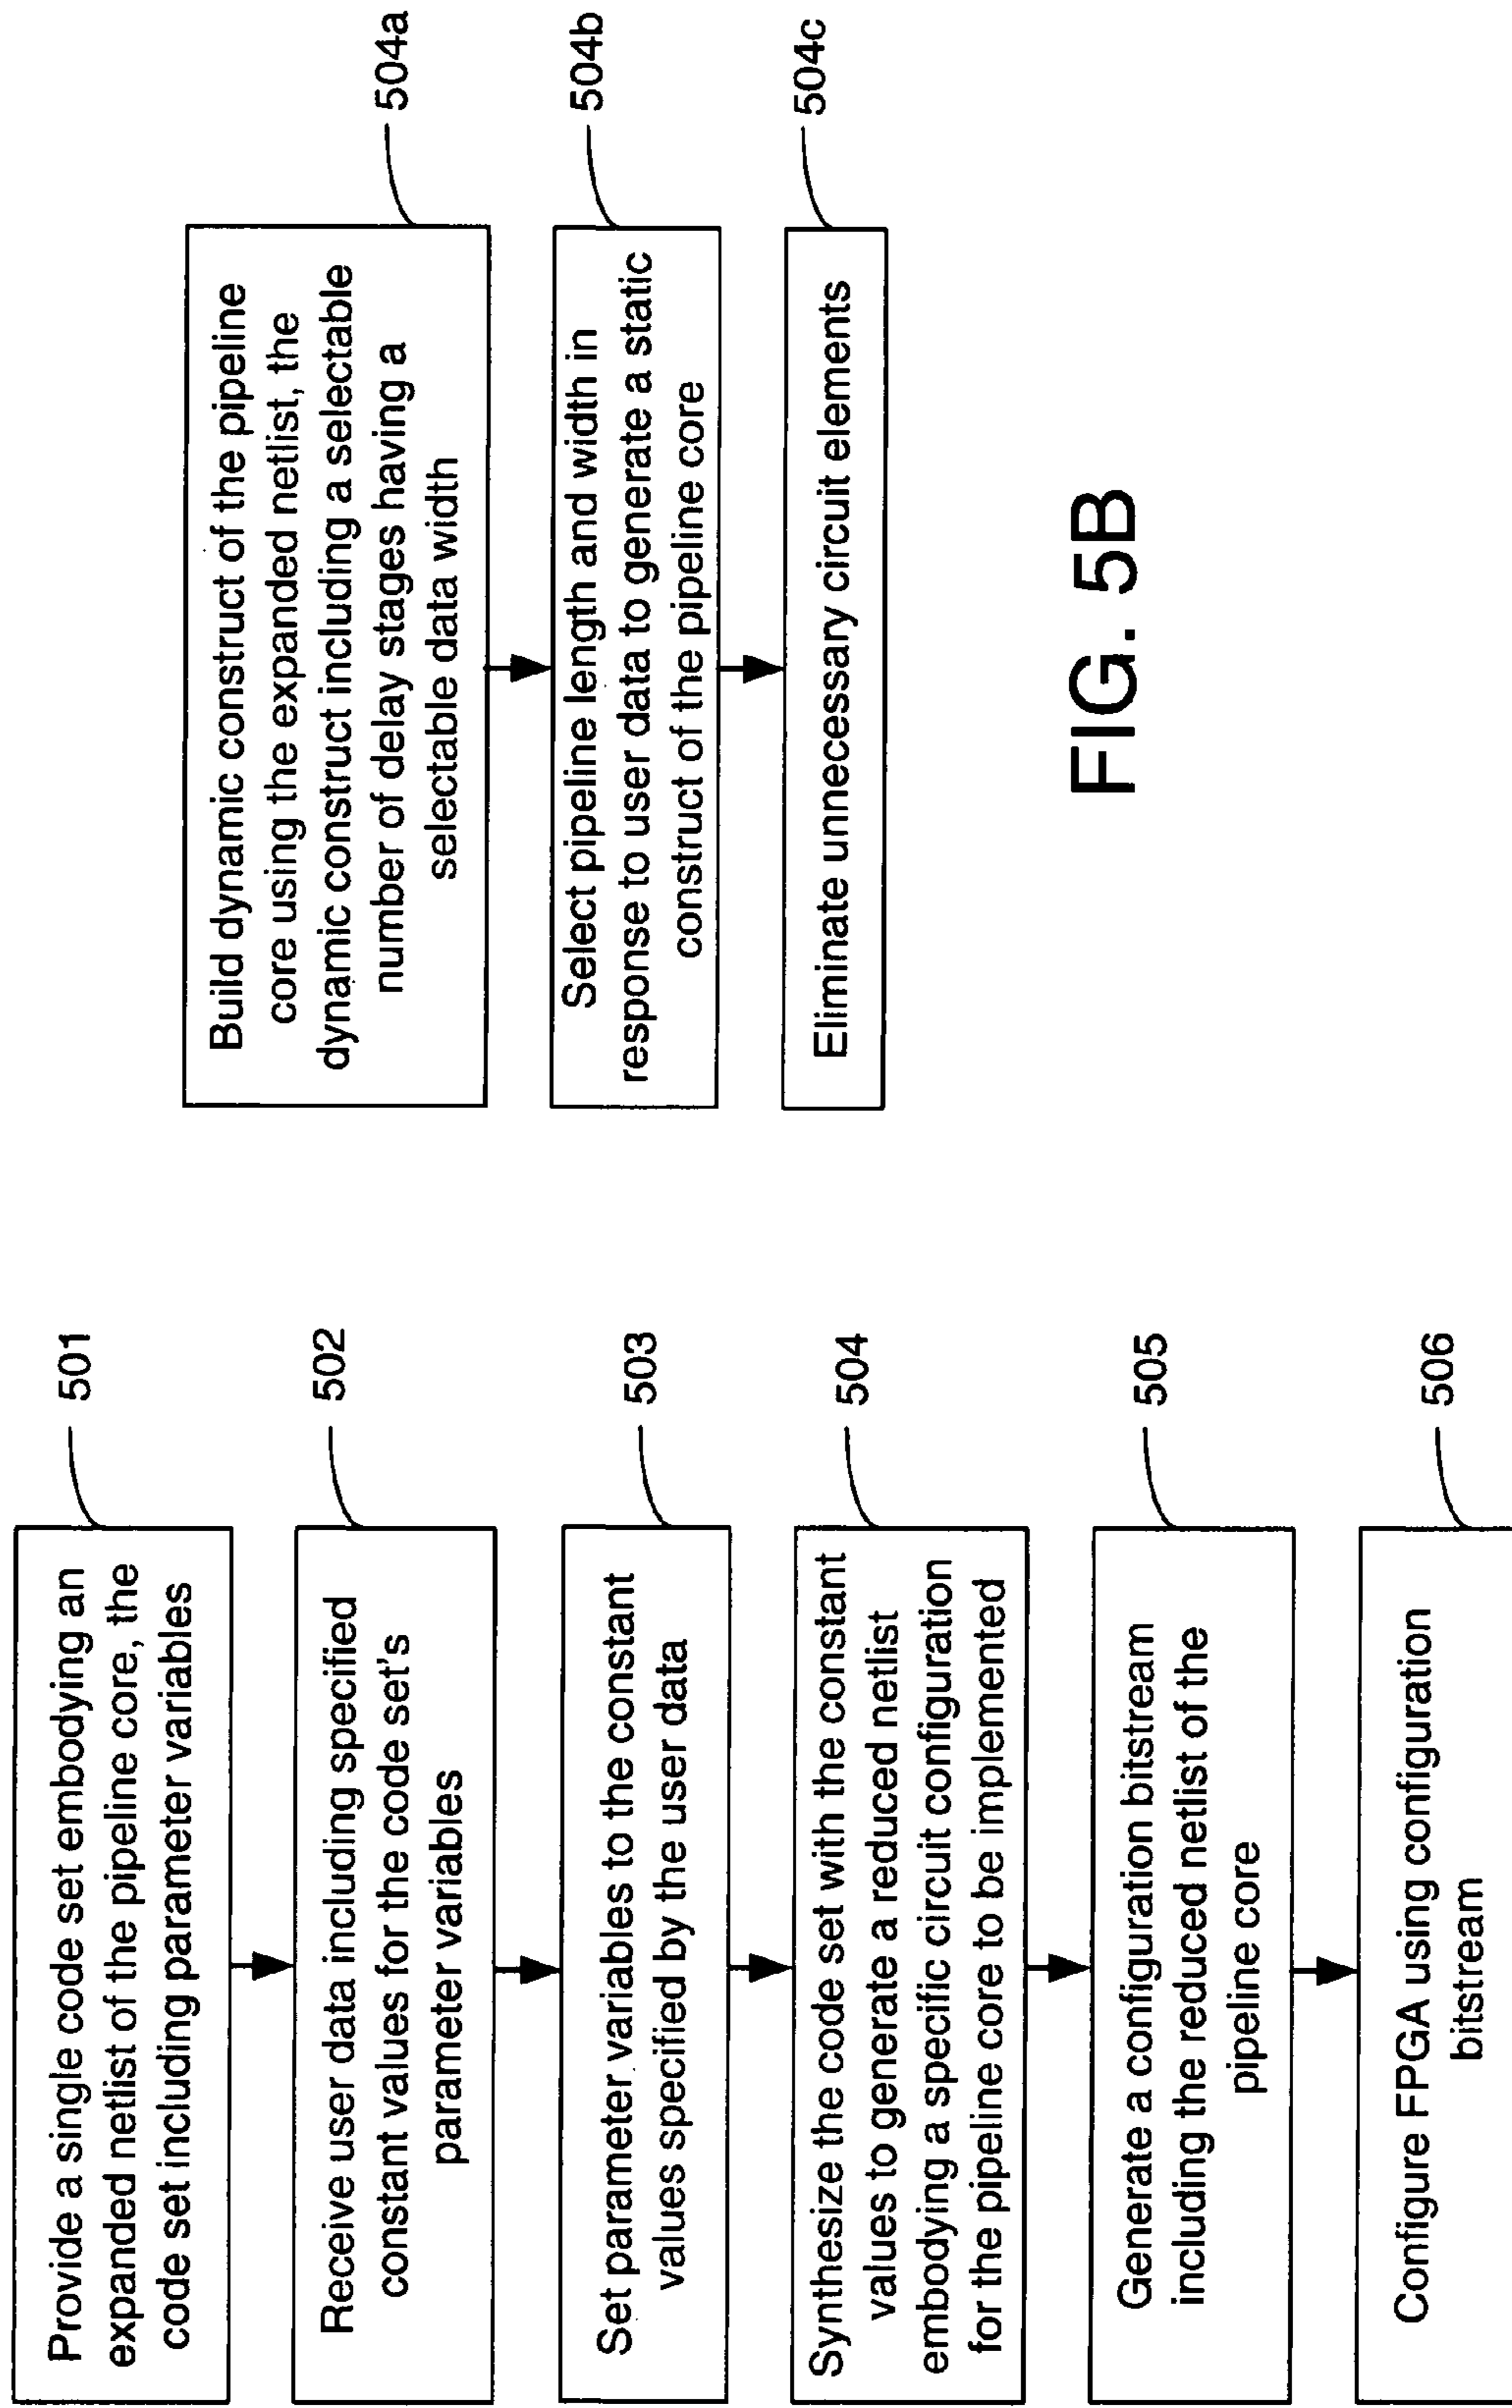 Provide a single code set embodying an
expanded netlist of the pipeline core, the
code set including parameter variables
501
Receive user data including specified
constant values for the code set's
parameter variables
502
Set parameter variables to the constant
values specified by the user data
503
Synthesize the code set with the constant
values to generate a reduced netlist
embodying a specific circuit configuration
for the pipeline core to be implemented
504
Generate a configuration bitstream
including the reduced netlist of the
pipeline core
505
Configure FPGA using configuration
bitstream
506
Build dynamic construct of the pipeline
core using the expanded netlist, the
dynamic construct including a selectable
number of delay stages having a
selectable data width
504a
Select pipeline length and width in
response to user data to generate a static
construct of the pipeline core
504b
Eliminate unnecessary circuit elements
504c
FIG. 5B